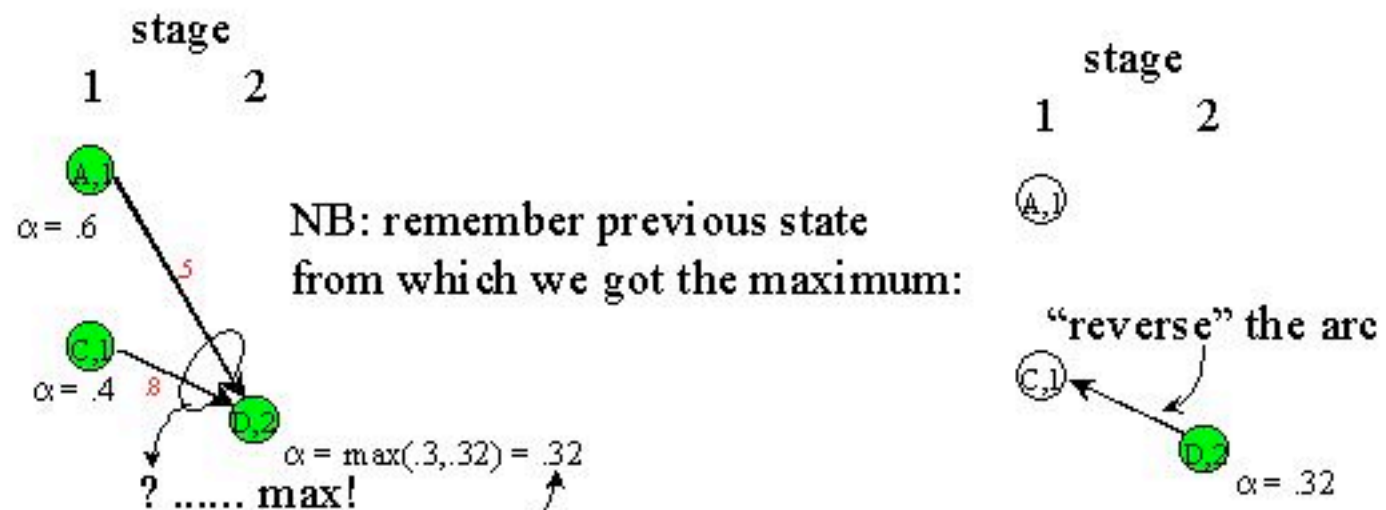 stage
1 2
A,1
α = .6
.5
NB: remember previous state
from which we got the maximum:
C,1
α = .4
.8
D,2
α = max(.3,.32) = .32
? ...... max!
stage
1 2
A,1
“reverse” the arc
C,1
D,2
α = .32